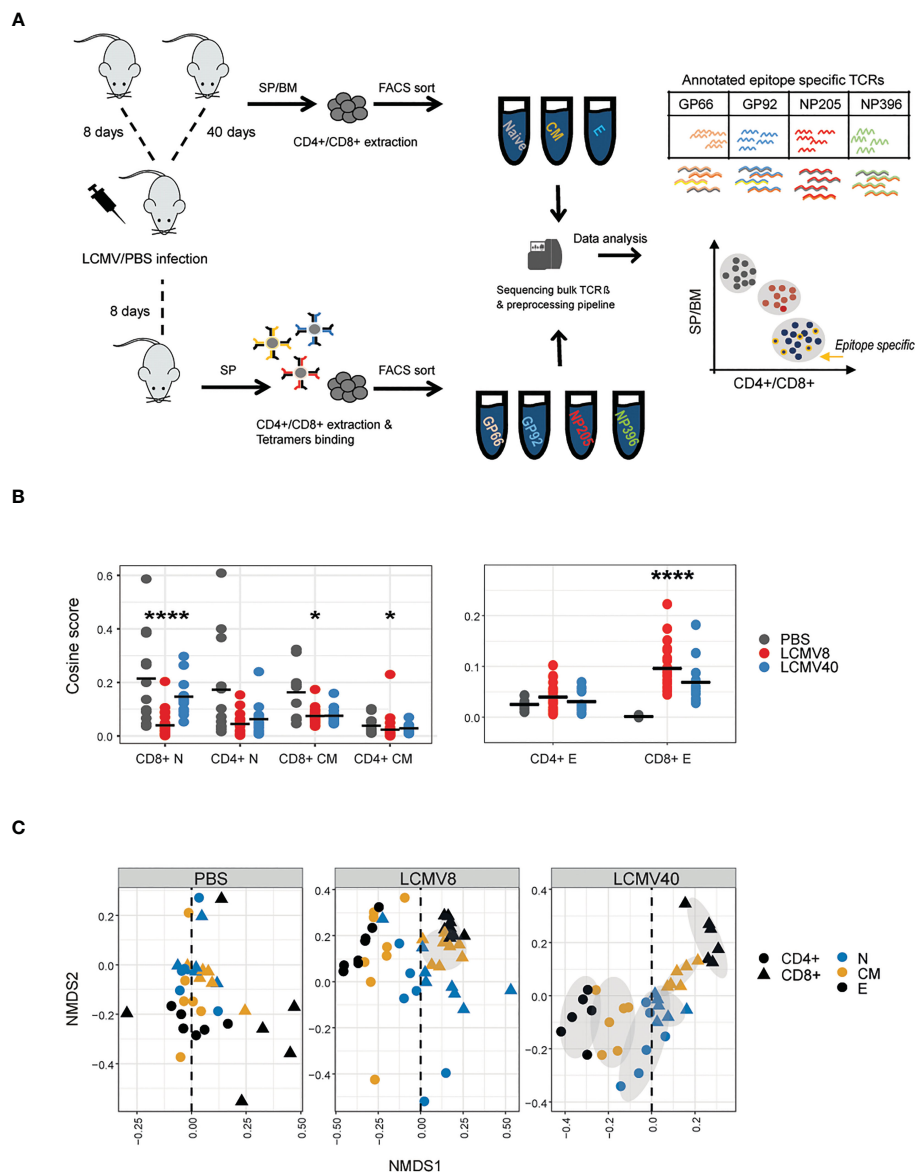 A
8 days
40 days
SP/BM
FACS sort
CD4+/CD8+ extraction
Naive
CM
E
Annotated epitope specific TCRs
GP66 GP92 NP205 NP396
LCMV/PBS infection
Data analysis
Sequencing bulk TCRß
& preprocessing pipeline
8 days
SP
FACS sort
CD4+/CD8+ extraction &
Tetramers binding
GP66
GP92
NP205
NP396
SP/BM
Epitope specific
CD4+/CD8+
B
Cosine score
0.6
0.4
0.2
0.0
**** * *
CD8+ N CD4+ N CD8+ CM CD4+ CM
****
0.2
0.1
0.0
CD4+ E CD8+ E
PBS
LCMV8
LCMV40
C
PBS LCMV8 LCMV40
NMDS2
0.2
0.0
−0.2
−0.4
−0.25
0.00
0.25
0.50
0.4
0.2
0.0
−0.2
−0.4
−0.50
−0.25
0.00
0.25
0.50
0.4
0.2
0.0
−0.2
−0.4
−0.4
−0.2
0.0
0.2
0.4
NMDS1
CD4+
CD8+
N
CM
E